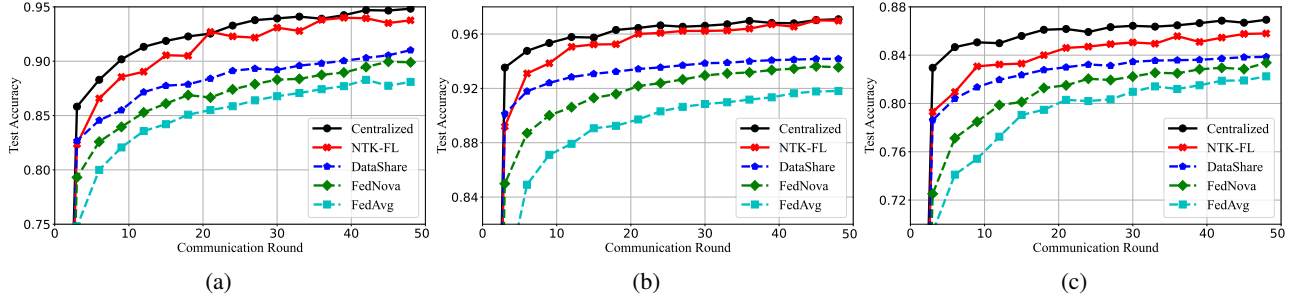 0.95
0.90
0.85
0.80
0.75
Test Accuracy
Centralized
NTK-FL
DataShare
FedNova
FedAvg
0 10 20 30 40 50
Communication Round
(a)
0.96
0.92
0.88
0.84
Test Accuracy
Centralized
NTK-FL
DataShare
FedNova
FedAvg
0 10 20 30 40 50
Communication Round
(b)
0.88
0.84
0.80
0.76
0.72
Test Accuracy
Centralized
NTK-FL
DataShare
FedNova
FedAvg
0 10 20 30 40 50
Communication Round
(c)